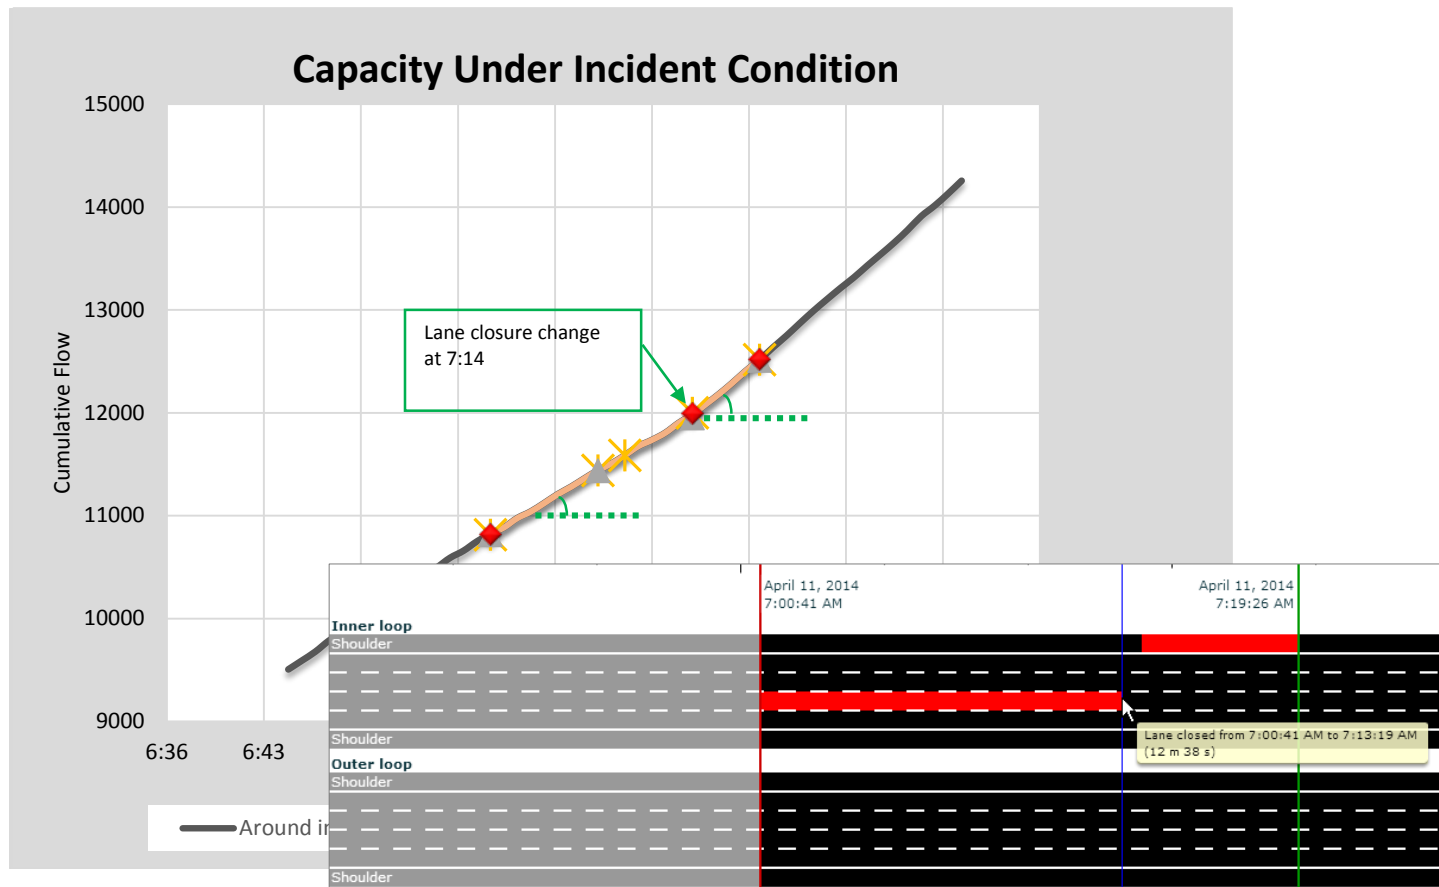 Capacity Under Incident Condition
15000
14000
13000
12000
11000
10000
9000
Cumulative Flow
6:36
6:43
Lane closure change
at 7:14
Around
April 11, 2014
7:00:41 AM
April 11, 2014
7:19:26 AM
Inner loop
Shoulder
Shoulder
Lane closed from 7:00:41 AM to 7:13:19 AM
(12 m 38 s)
Outer loop
Shoulder
Shoulder